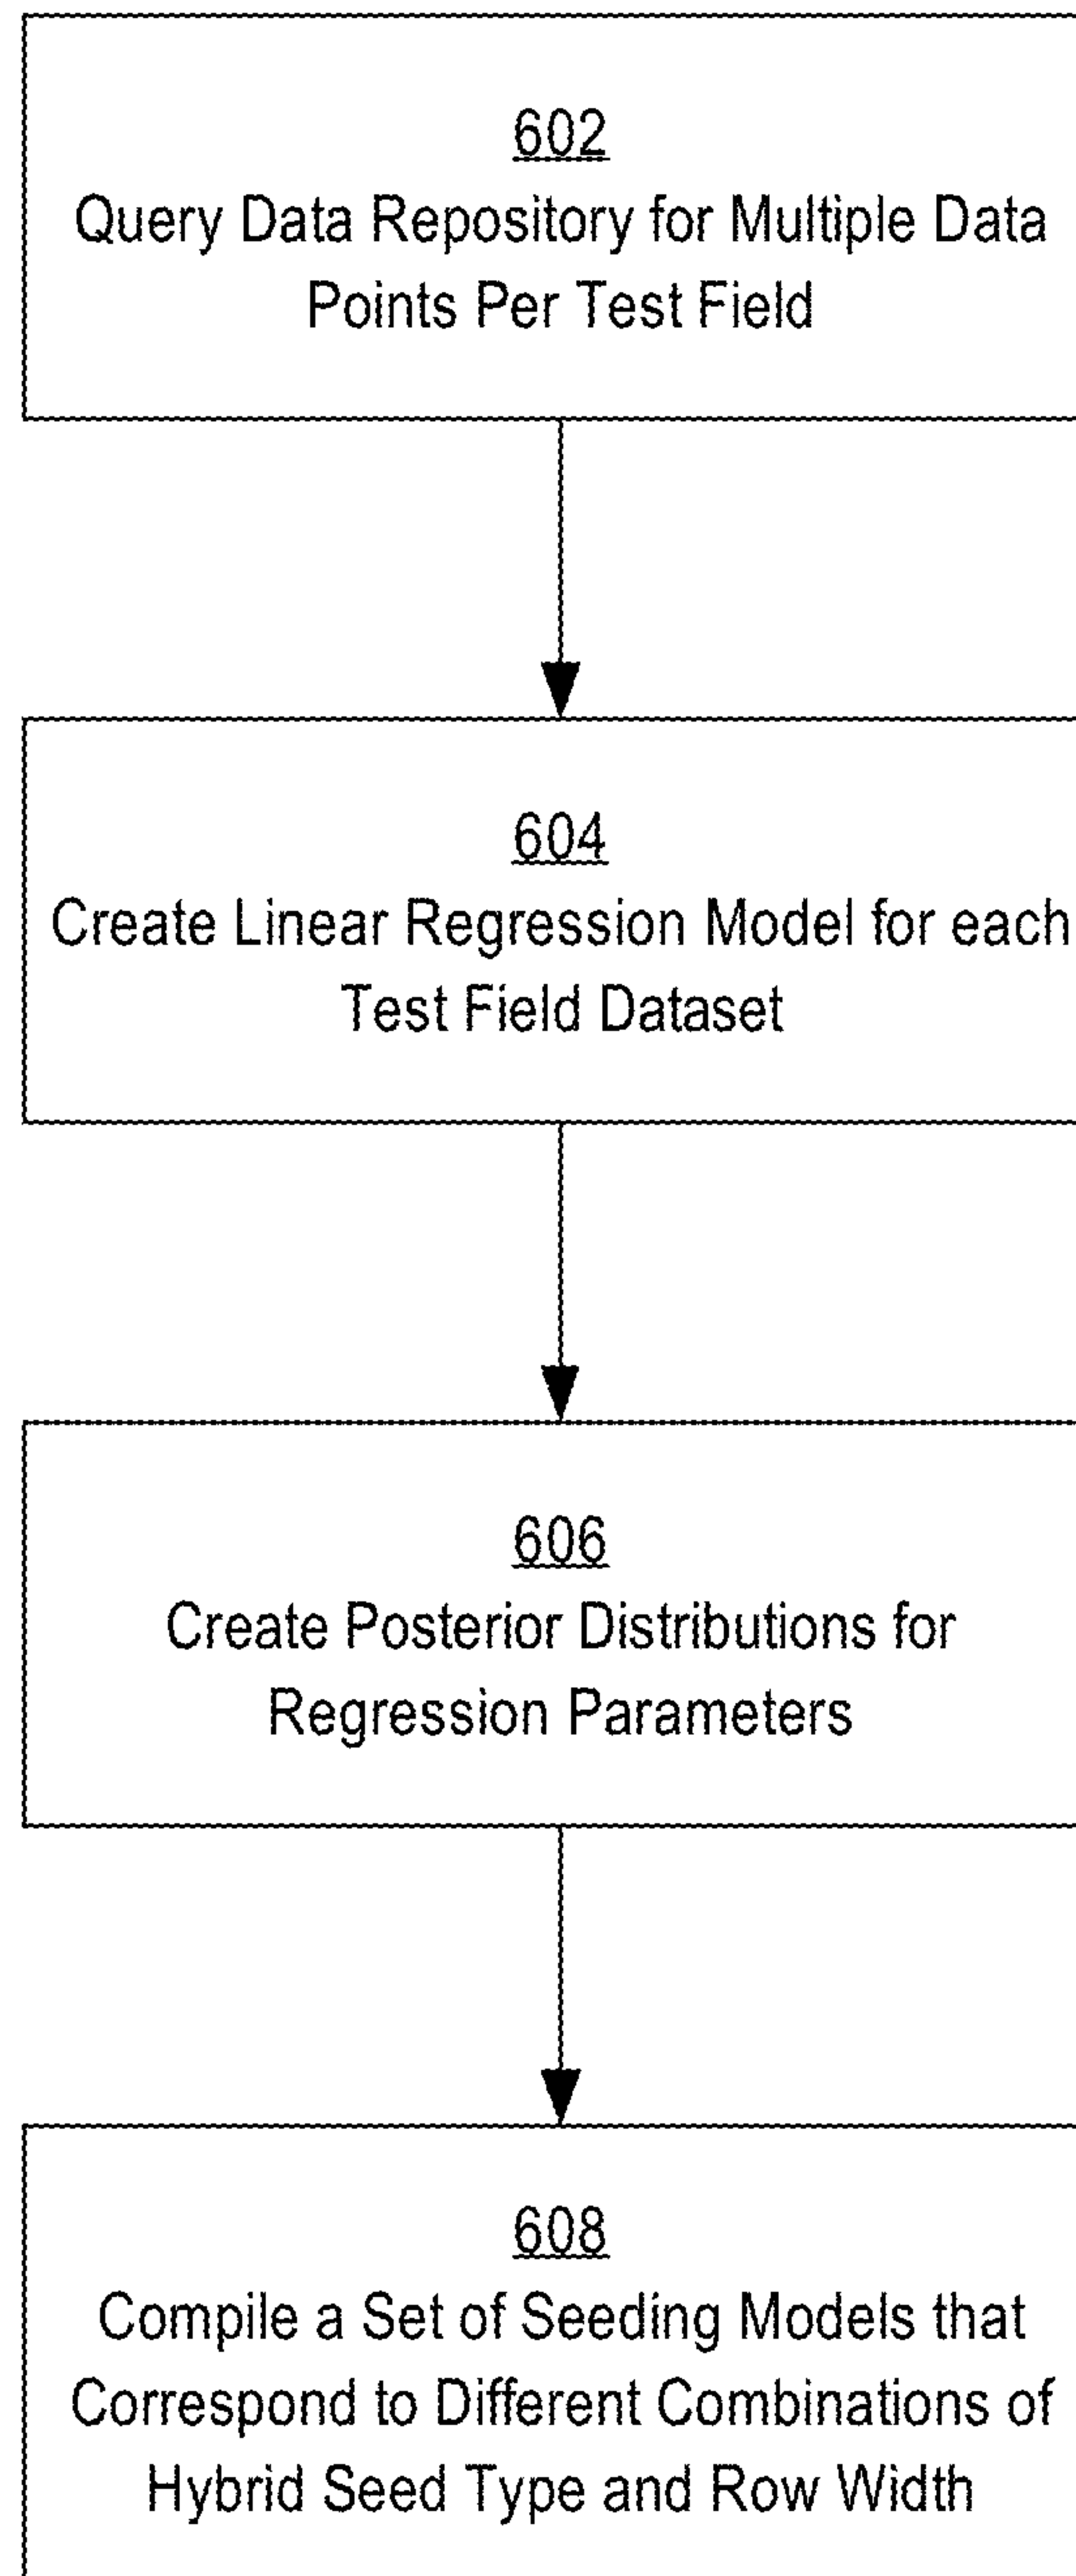 602
Query Data Repository for Multiple Data
Points Per Test Field
604
Create Linear Regression Model for each
Test Field Dataset
606
Create Posterior Distributions for
Regression Parameters
608
Compile a Set of Seeding Models that
Correspond to Different Combinations of
Hybrid Seed Type and Row Width